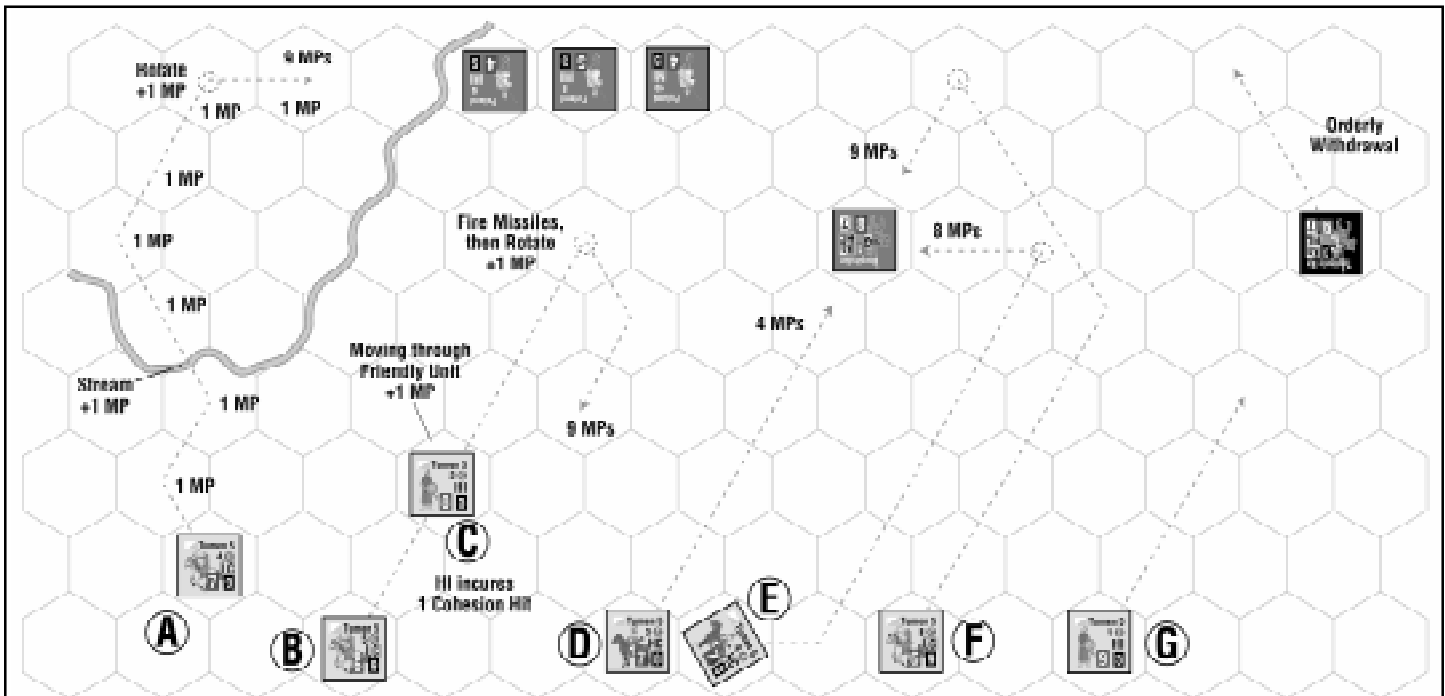 Rotate
+1 MP
9 MPs
1 MP
1 MP
1 MP
1 MP
1 MP
Stream
+1 MP
1 MP
1 MP
A
B
Moving through
Friendly Unit
+1 MP
C
HI incures
1 Cohesion Hit
Fire Missiles,
then Rotate
+1 MP
9 MPs
4 MPs
D
E
9 MPs
8 MPs
F
G
Orderly
Withdrawal